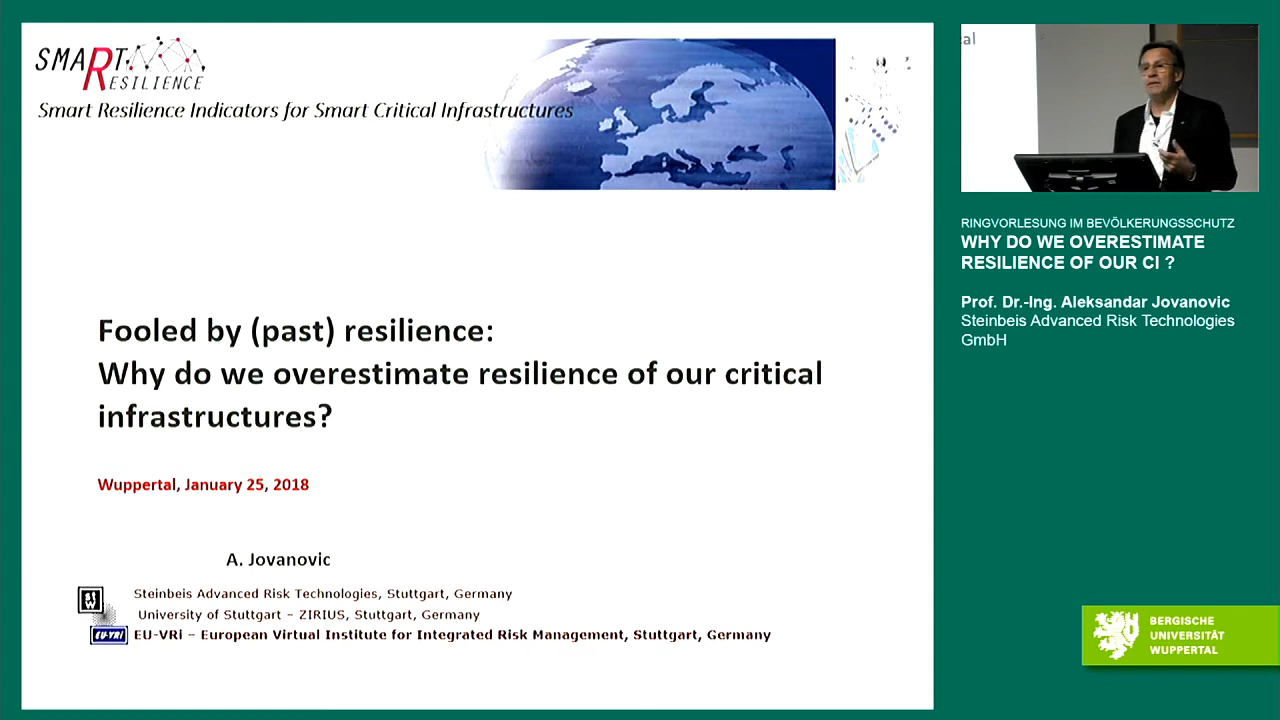 SMART
RESILIENCE
Smart Resilience Indicators for Smart Critical Infrastructures
Fooled by (past) resilience:
Why do we overestimate resilience of our critical
infrastructures?
Wuppertal, January 25, 2018
A. Jovanovic
Steinbeis Advanced Risk Technologies, Stuttgart, Germany
University of Stuttgart – ZIRIUS, Stuttgart, Germany
EU-VRi
EU-VRi – European Virtual Institute for Integrated Risk Management, Stuttgart, Germany
RINGVORLESUNG IM BEVÖLKERUNGSSCHUTZ
WHY DO WE OVERESTIMATE
RESILIENCE OF OUR CI ?
Prof. Dr.-Ing. Aleksandar Jovanovic
Steinbeis Advanced Risk Technologies
GmbH
BERGISCHE
UNIVERSITÄT
WUPPERTAL